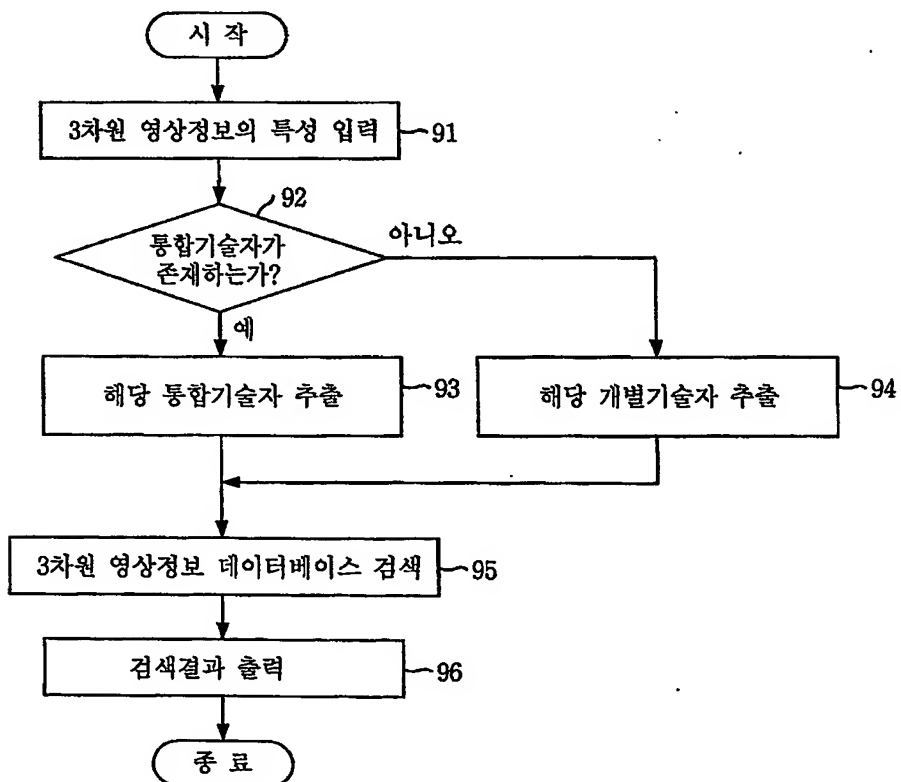 시 작
3차원 영상정보의 특성 입력
91
92
통합기술자가
존재하는가?
아니오
예
해당 통합기술자 추출
93
해당 개별기술자 추출
94
3차원 영상정보 데이터베이스 검색
95
검색결과 출력
96
종 료